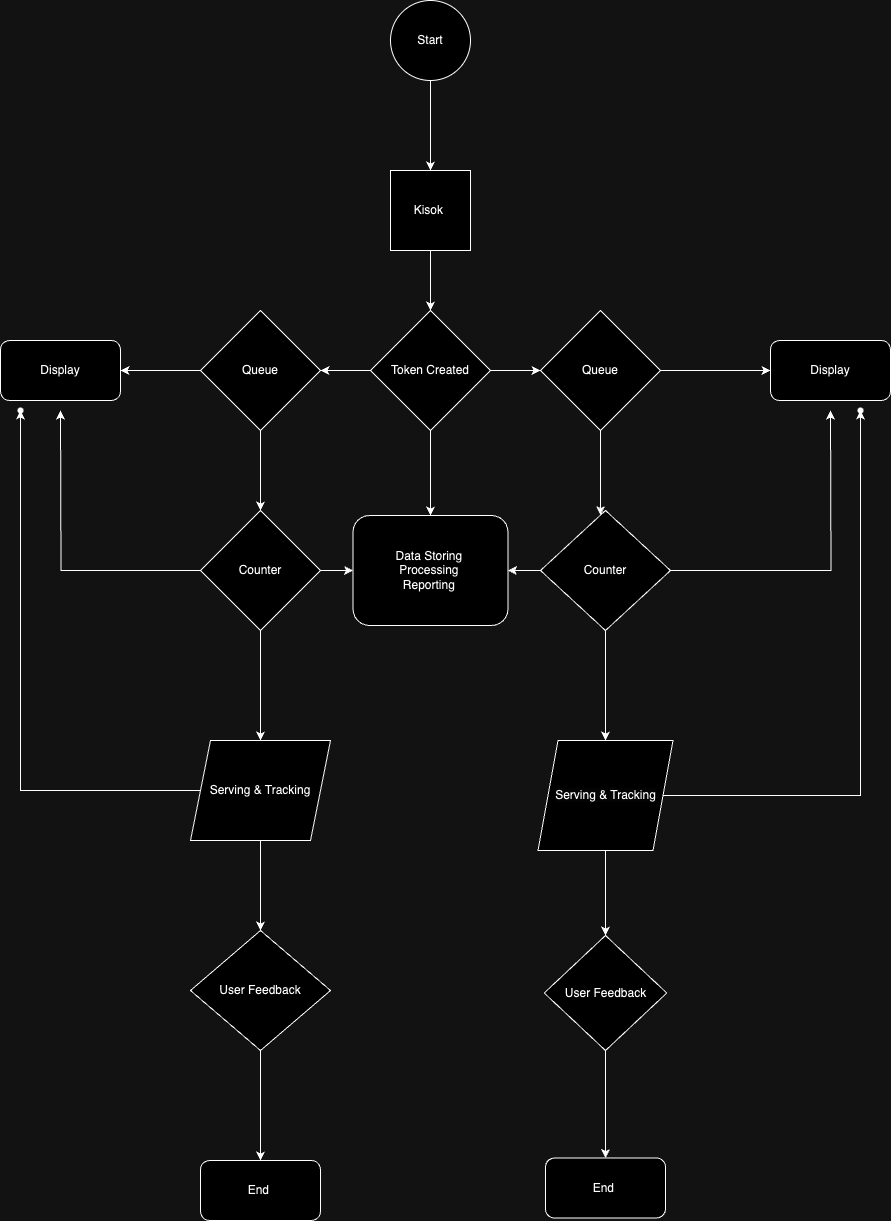 Start
Kisok
Display
Queue
Token Created
Queue
Display
Counter
Data Storing
Processing
Reporting
Counter
Serving & Tracking
Serving & Tracking
User Feedback
User Feedback
End
End